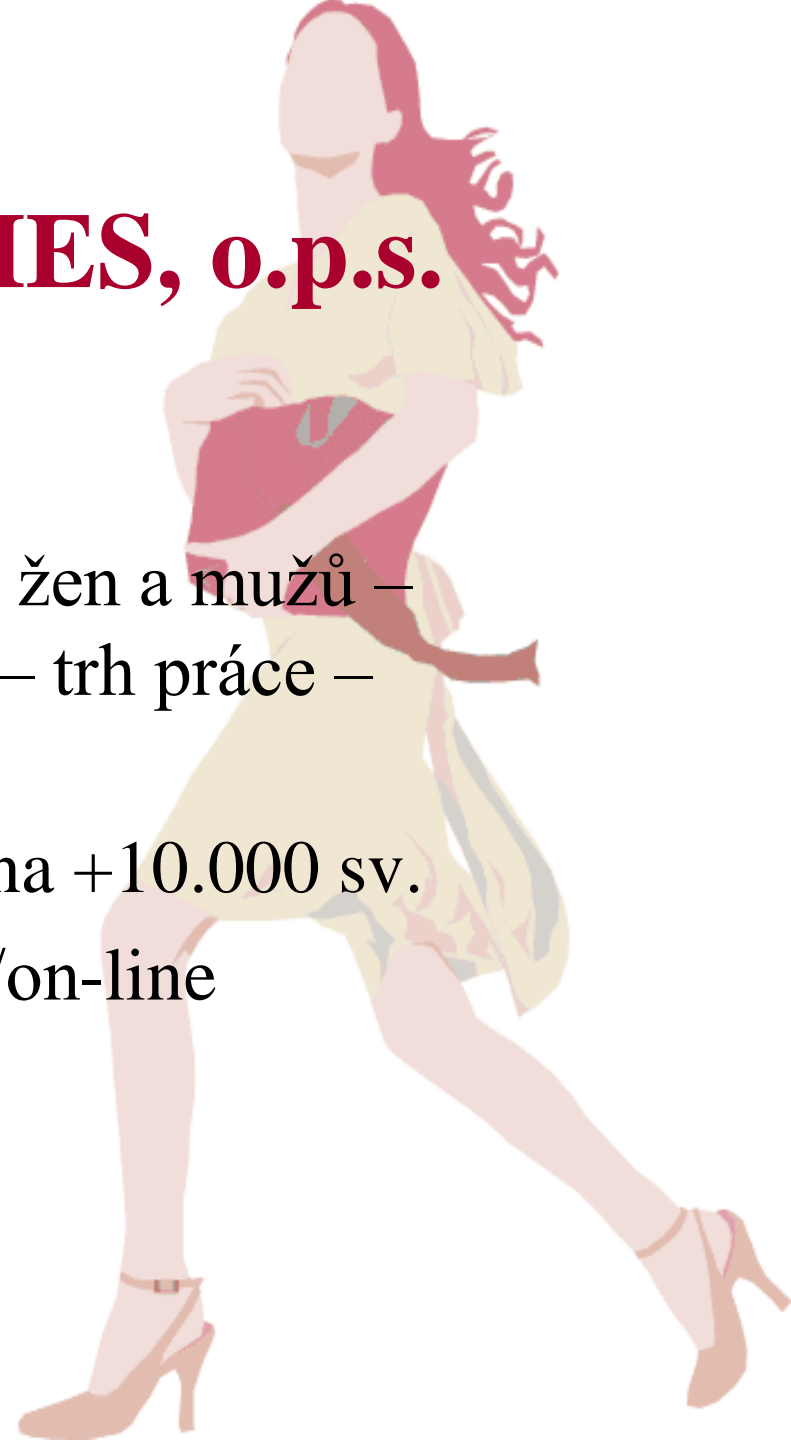 IES, o.p.s.
žen a mužů –
– trh práce –
na +10.000 sv.
/on-line